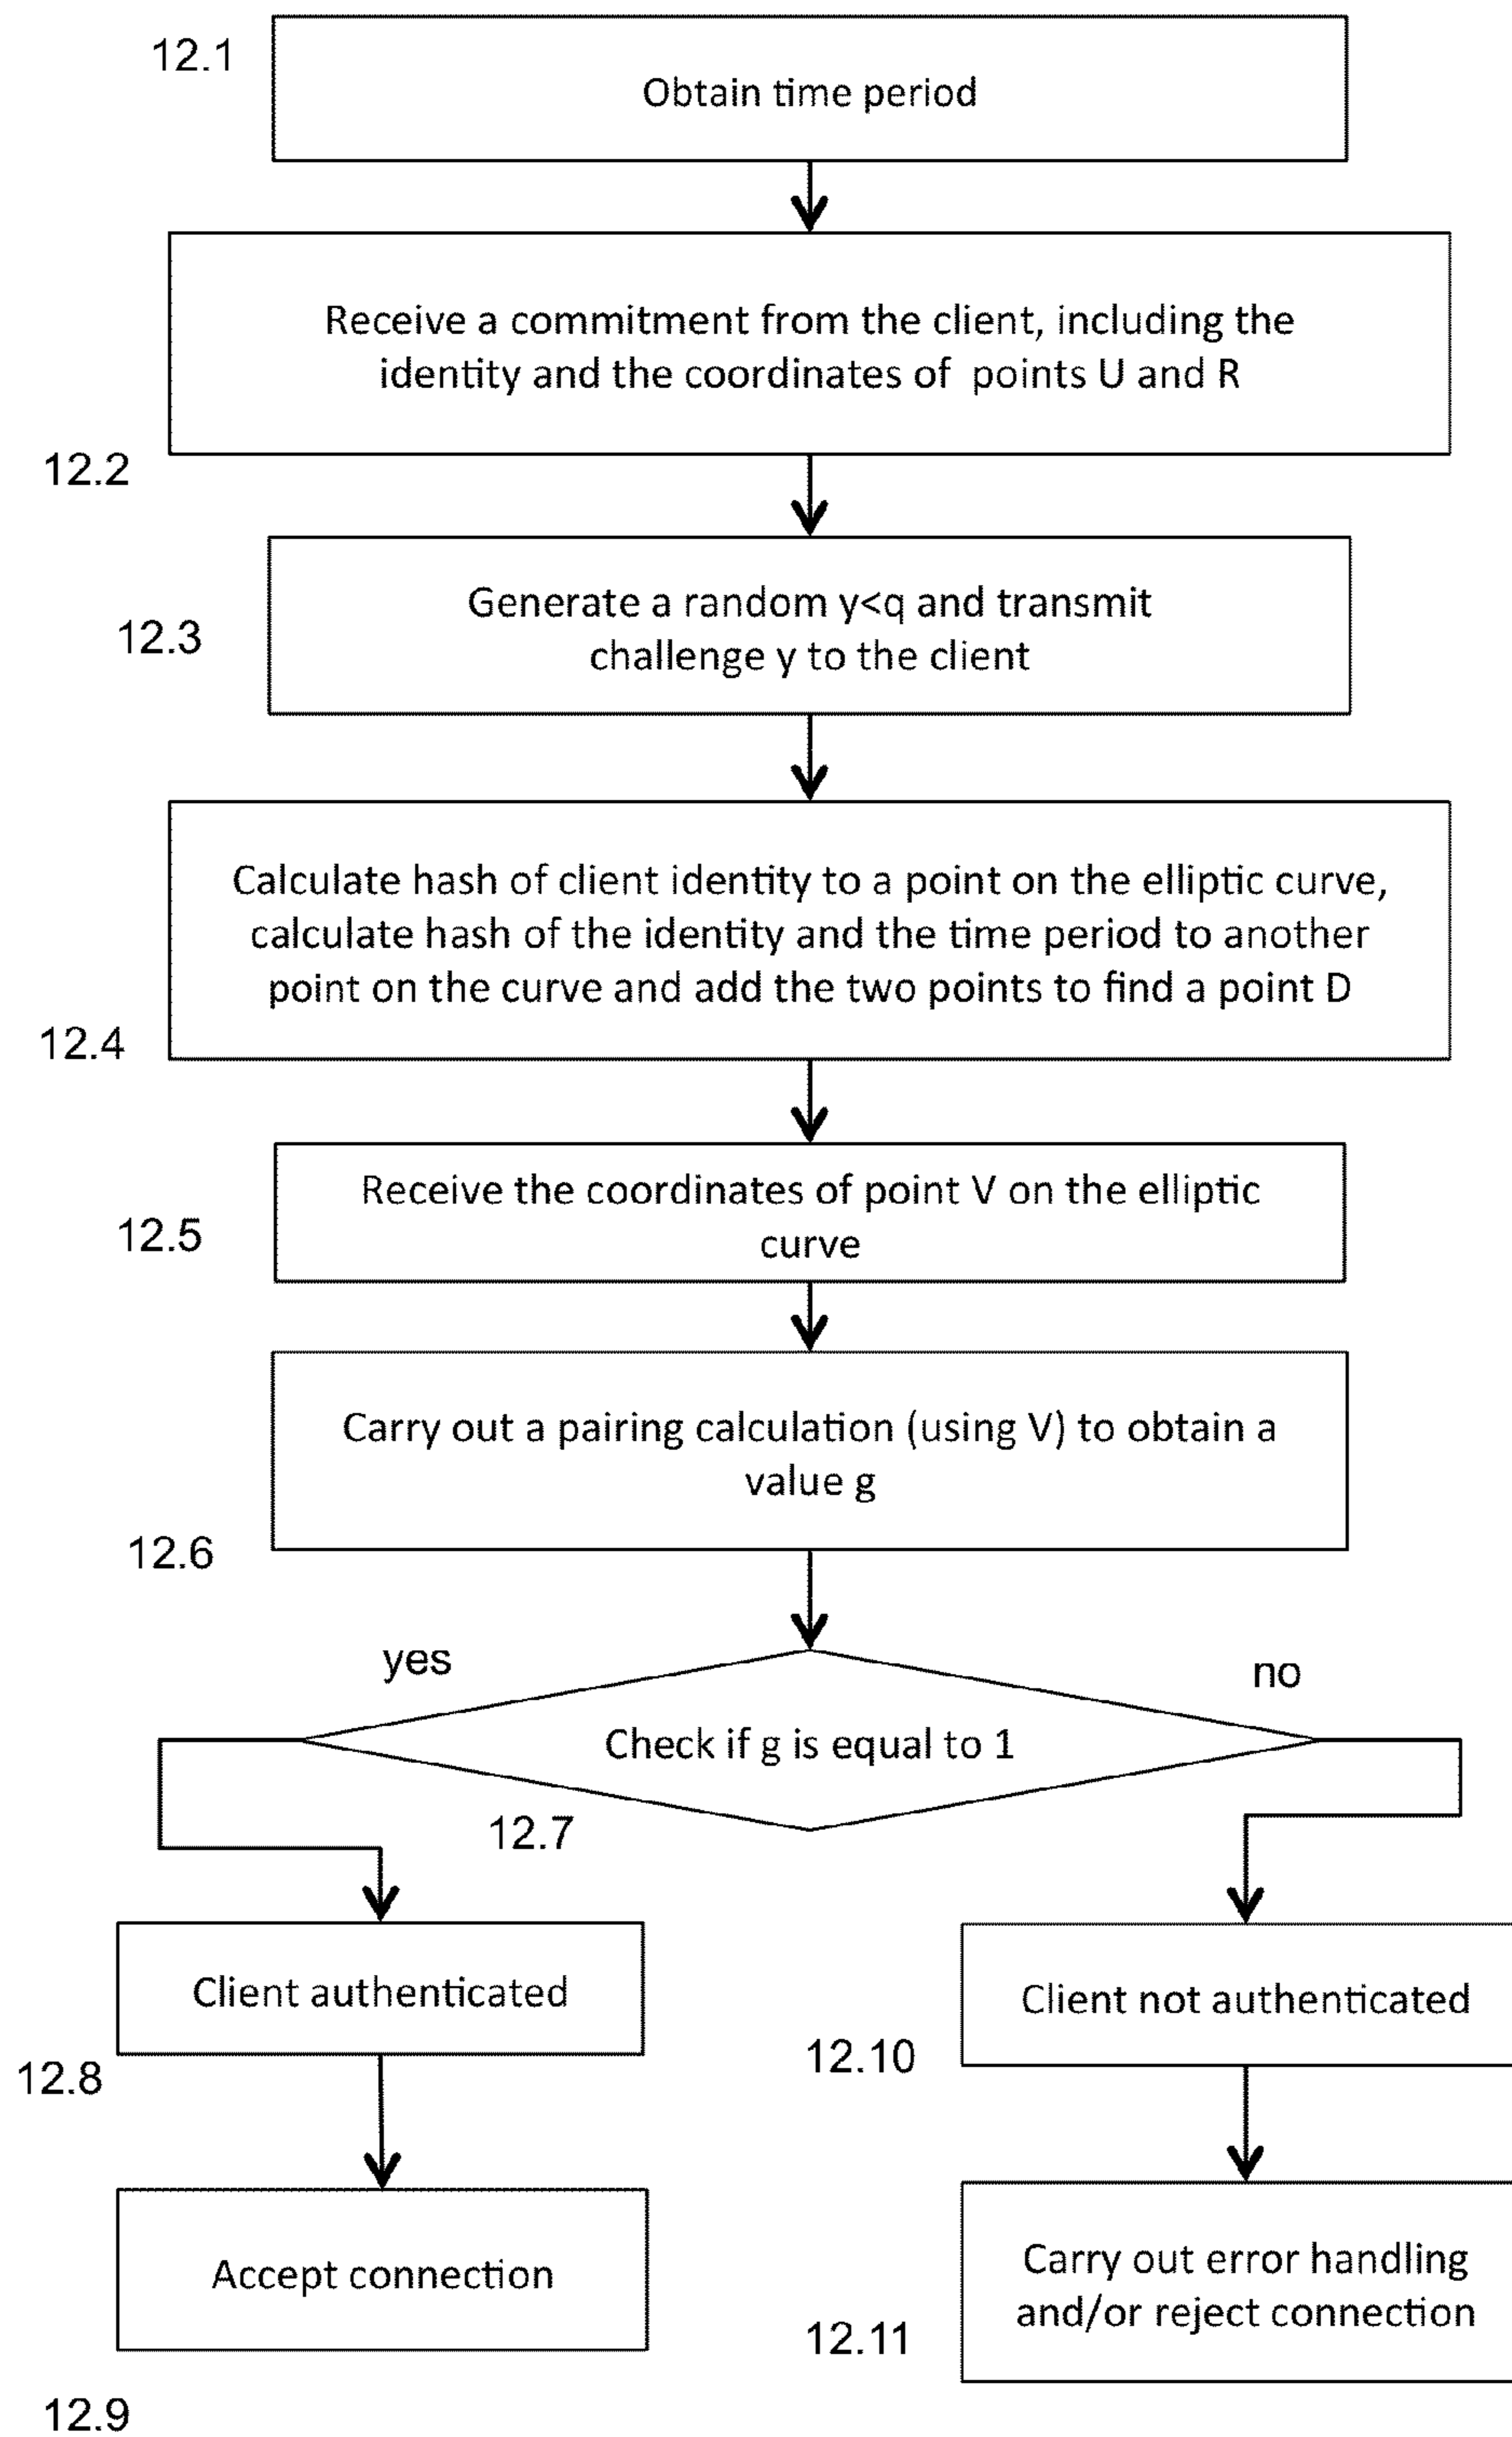 12.1
Obtain time period
Receive a commitment from the client, including the
identity and the coordinates of points U and R
12.2
Generate a random y<q and transmit
challenge y to the client
12.3
Calculate hash of client identity to a point on the elliptic curve,
calculate hash of the identity and the time period to another
point on the curve and add the two points to find a point D
12.4
Receive the coordinates of point V on the elliptic
curve
12.5
Carry out a pairing calculation (using V) to obtain a
value g
12.6
yes
no
Check if g is equal to 1
12.7
Client authenticated
12.8
Client not authenticated
12.10
Accept connection
12.9
Carry out error handling
and/or reject connection
12.11